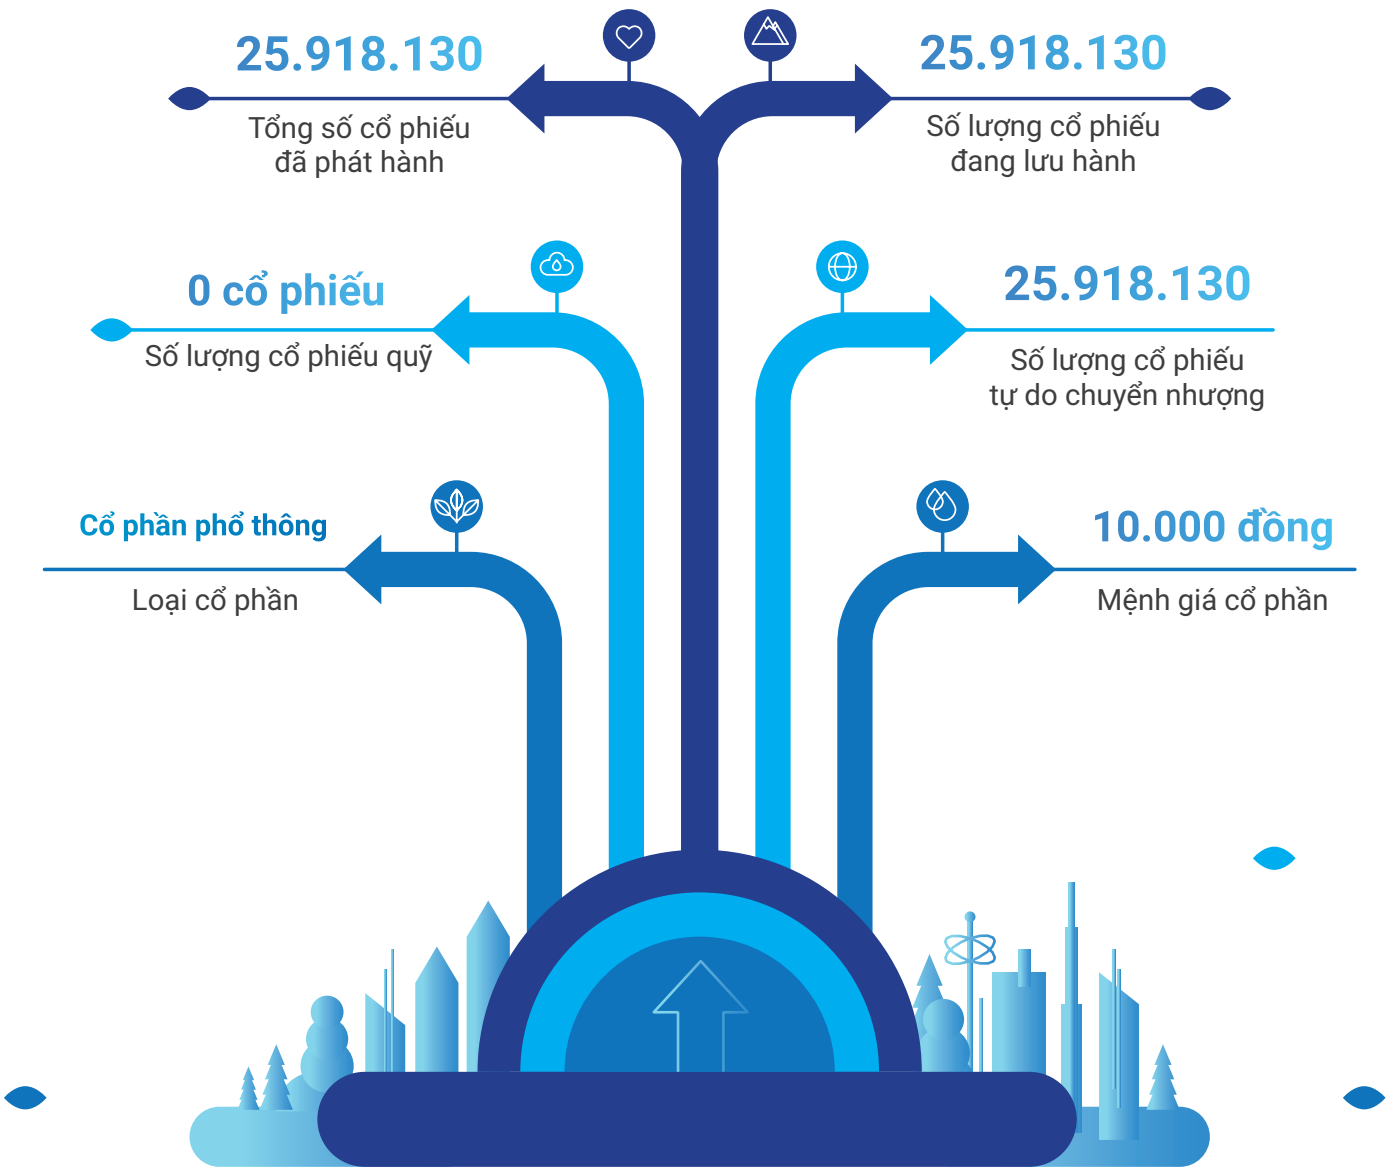 25.918.130
Tổng số cổ phiếu
đã phát hành
25.918.130
Số lượng cổ phiếu
đang lưu hành
0 cổ phiếu
Số lượng cổ phiếu quỹ
25.918.130
Số lượng cổ phiếu
tự do chuyển nhượng
Cổ phần phổ thông
Loại cổ phần
10.000 đồng
Mệnh giá cổ phần